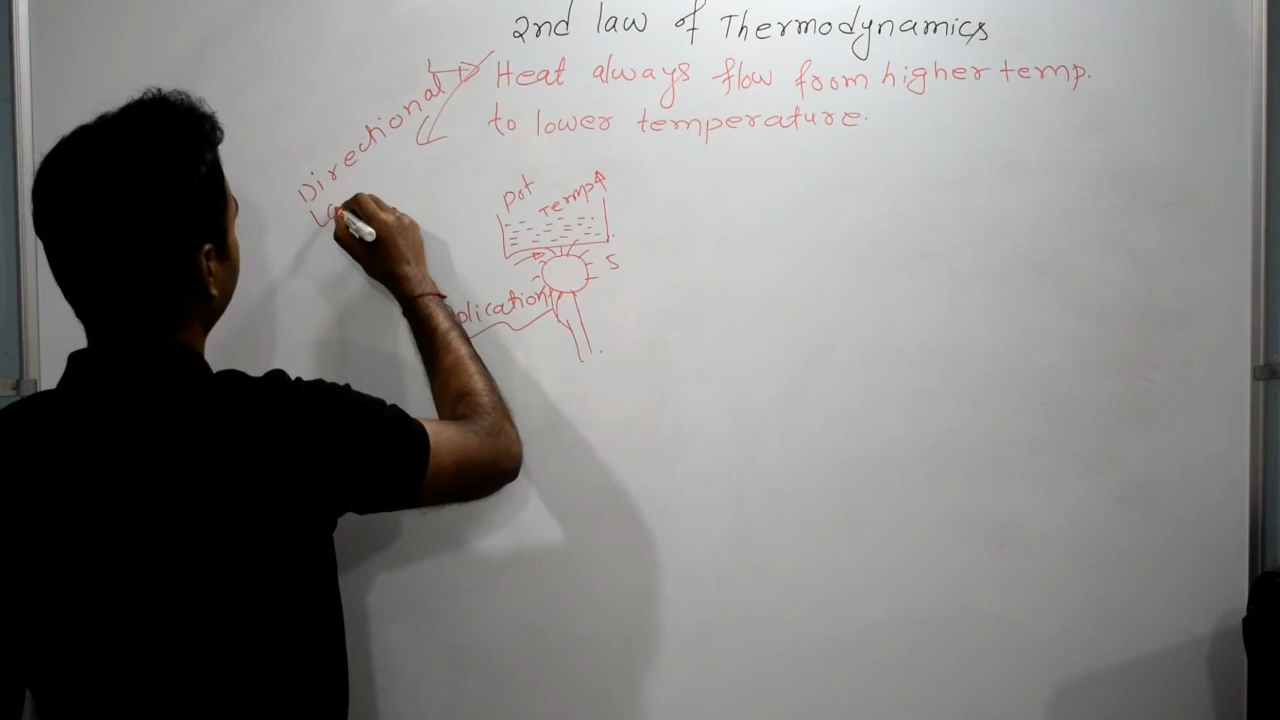 2nd law of Thermodynamics
Heat always flow from higher temp.
to lower temperature.
Directional
pot
Temp↑
S